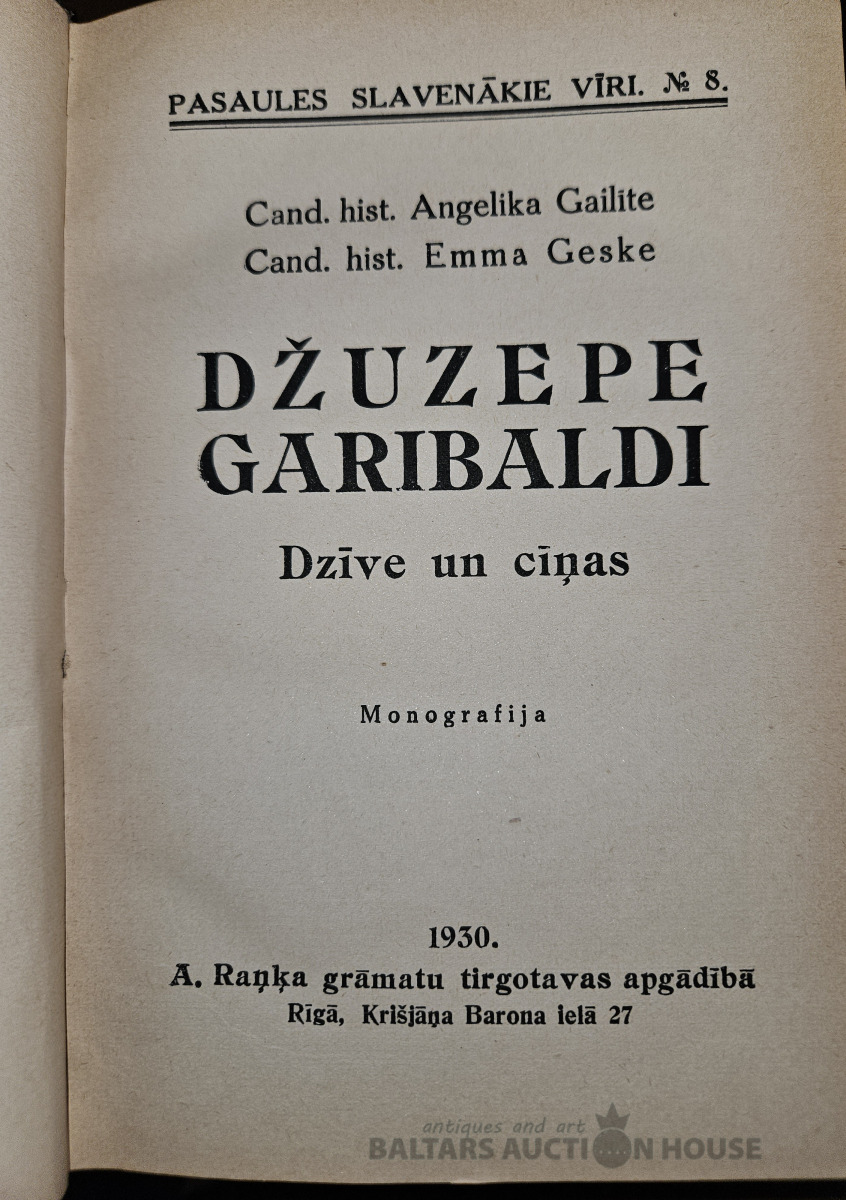 PASAULES SLAVENĀKIE VĪRI. № 8.
Cand. hist. Angelika Gailīte
Cand. hist. Emma Geske
DŽUZEPE
GARIBALDI
Dzīve un cīņas
Monografija
1930.
A. Raņķa grāmatu tirgotavas apgādībā
Rīgā, Krišjāņa Barona ielā 27
antiques and art
BALTARS AUCTION HOUSE